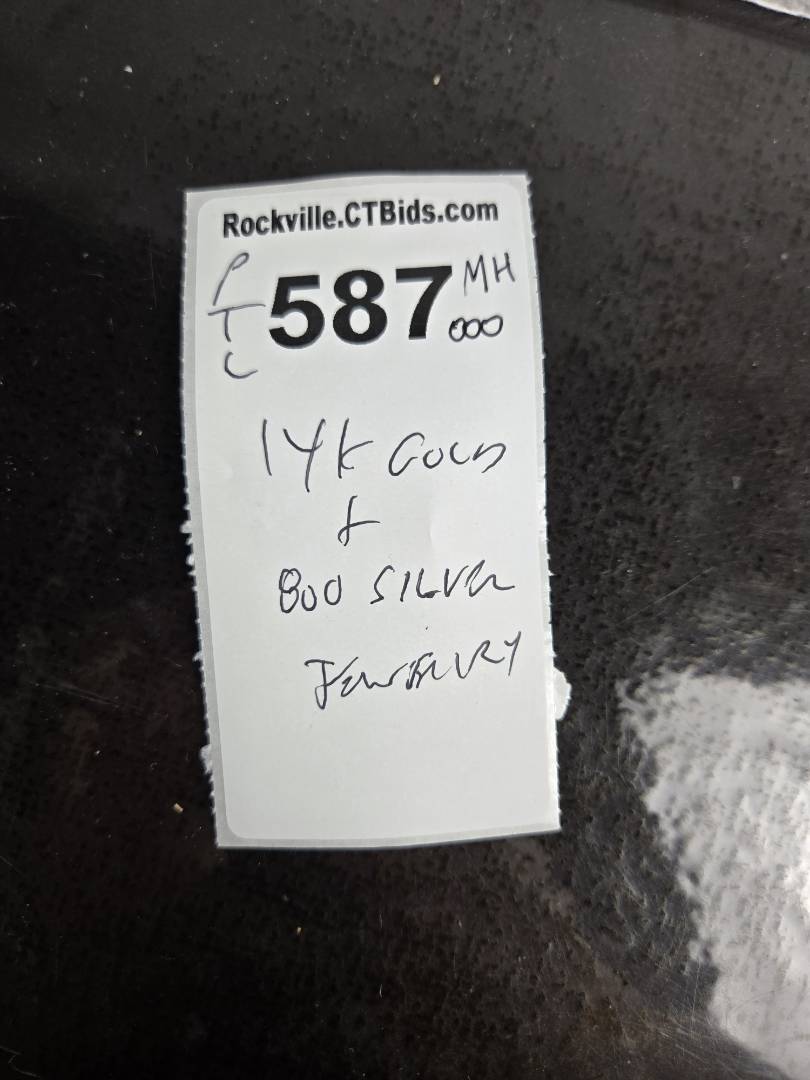 Rockville.CTBids.com
P
T
C
587
MH
000
14k GOLD
+
800 SILVER
JEWELRY